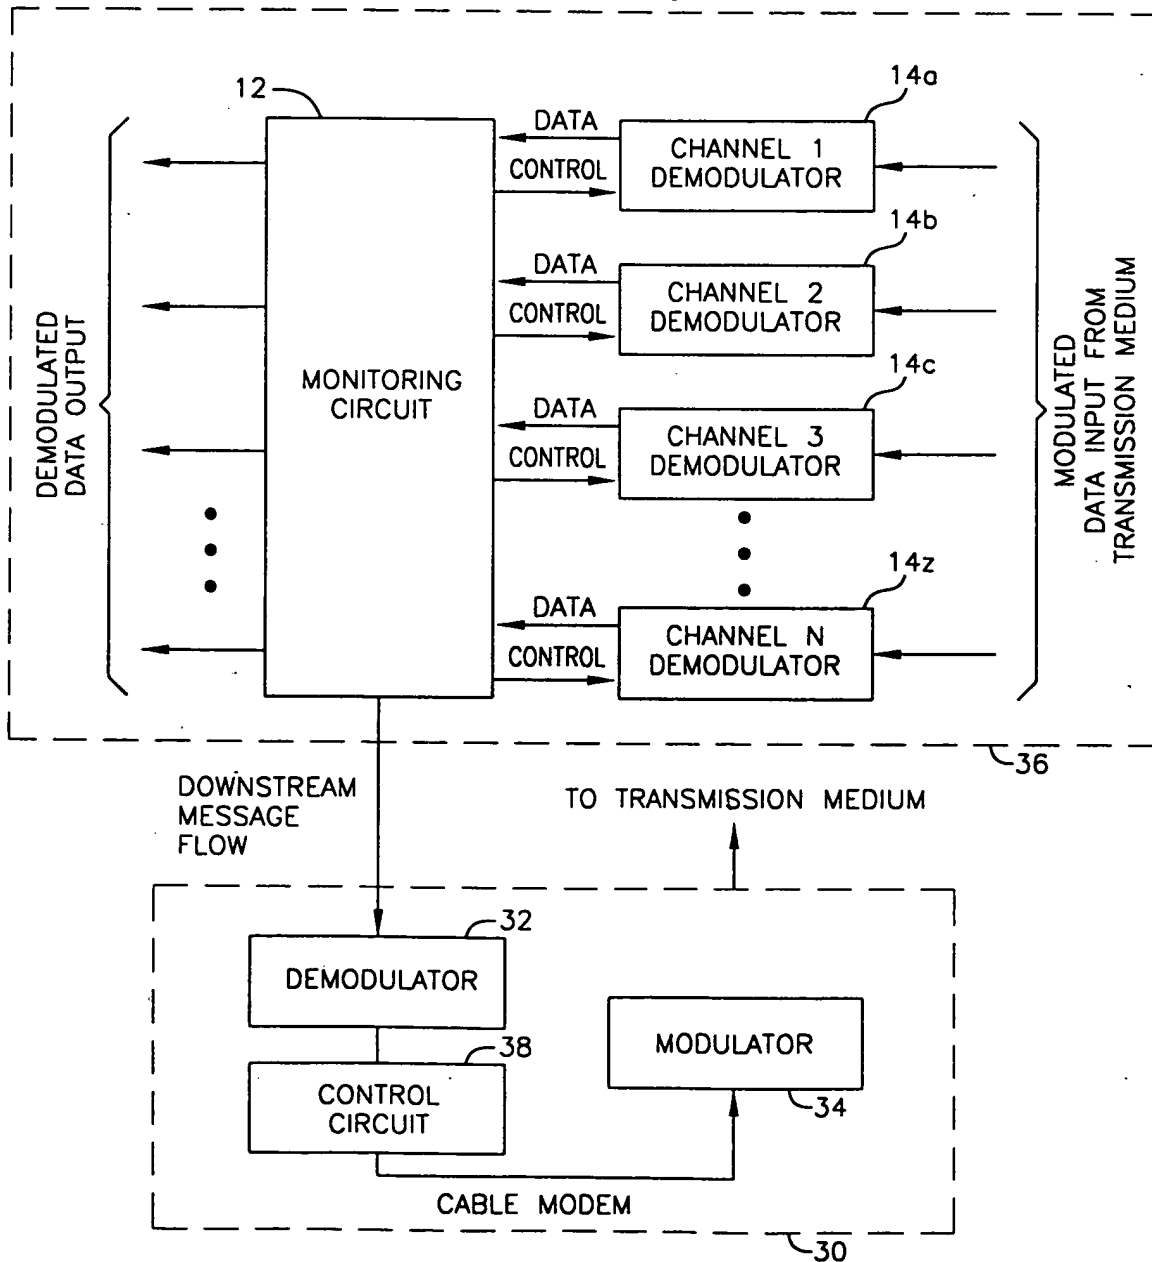 12
14a
DATA
CONTROL
CHANNEL 1
DEMODULATOR
14b
DATA
CONTROL
CHANNEL 2
DEMODULATOR
MONITORING
CIRCUIT
14c
DATA
CONTROL
CHANNEL 3
DEMODULATOR
14z
DATA
CONTROL
CHANNEL N
DEMODULATOR
DEMODULATED
DATA OUTPUT
MODULATED
DATA INPUT FROM
TRANSMISSION MEDIUM
36
DOWNSTREAM
MESSAGE
FLOW
TO TRANSMISSION MEDIUM
32
DEMODULATOR
38
CONTROL
CIRCUIT
MODULATOR
34
CABLE MODEM
30